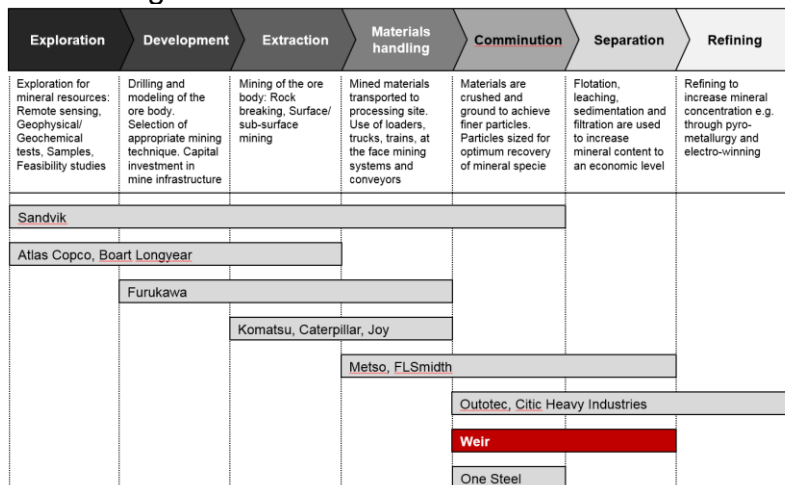 Exploration
Development
Extraction
Materials
handling
Comminution
Separation
Refining
Exploration for
mineral resources:
Remote sensing,
Geophysical/
Geochemical
tests, Samples,
Feasibility studies
Drilling and
modeling of the
ore body.
Selection of
appropriate mining
technique. Capital
investment in
mine infrastructure
Mining of the ore
body: Rock
breaking, Surface/
sub-surface
mining
Mined materials
transported to
processing site.
Use of loaders,
trucks, trains, at
the face mining
systems and
conveyors
Materials are
crushed and
ground to achieve
finer particles.
Particles sized for
optimum recovery
of mineral specie
Flotation,
leaching,
sedimentation and
filtration are used
to increase
mineral content to
an economic level
Refining to
increase mineral
concentration e.g.
through pyro-
metallurgy and
electro-winning
Sandvik
Atlas Copco, Boart Longyear
Furukawa
Komatsu, Caterpillar, Joy
Metso, FLSmidth
Outotec, Citic Heavy Industries
Weir
One Steel